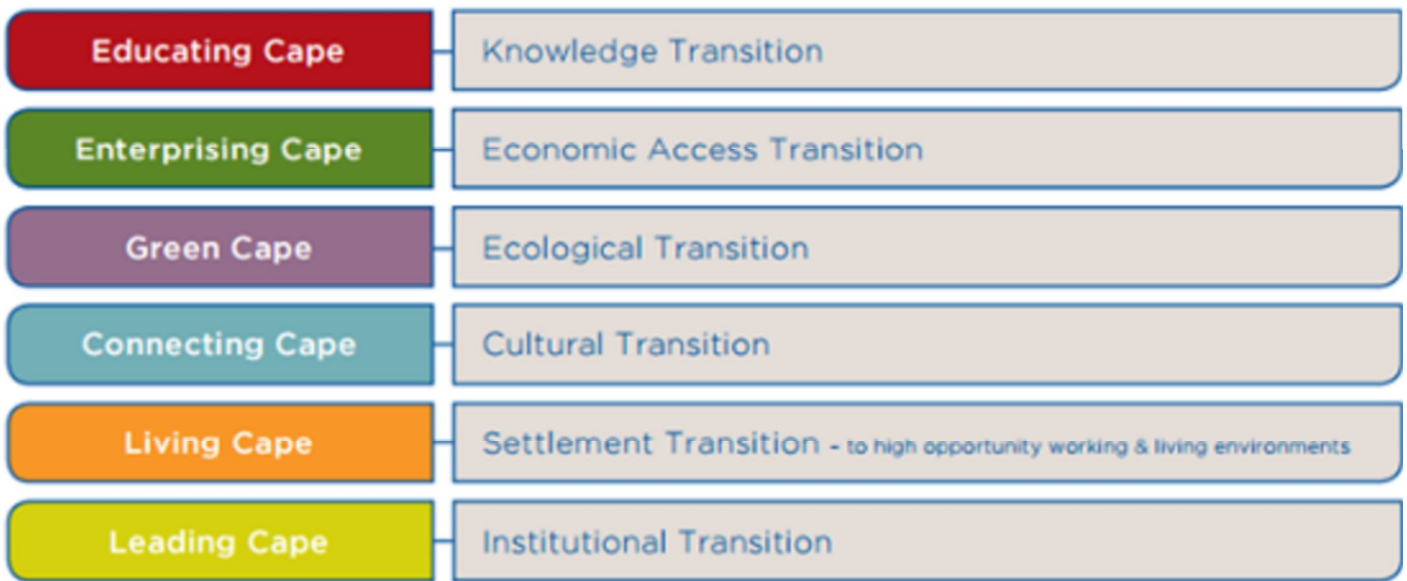 Educating Cape Knowledge Transition
Enterprising Cape Economic Access Transition
Green Cape Ecological Transition
Connecting Cape Cultural Transition
Living Cape Settlement Transition - to high opportunity working & living environments
Leading Cape Institutional Transition